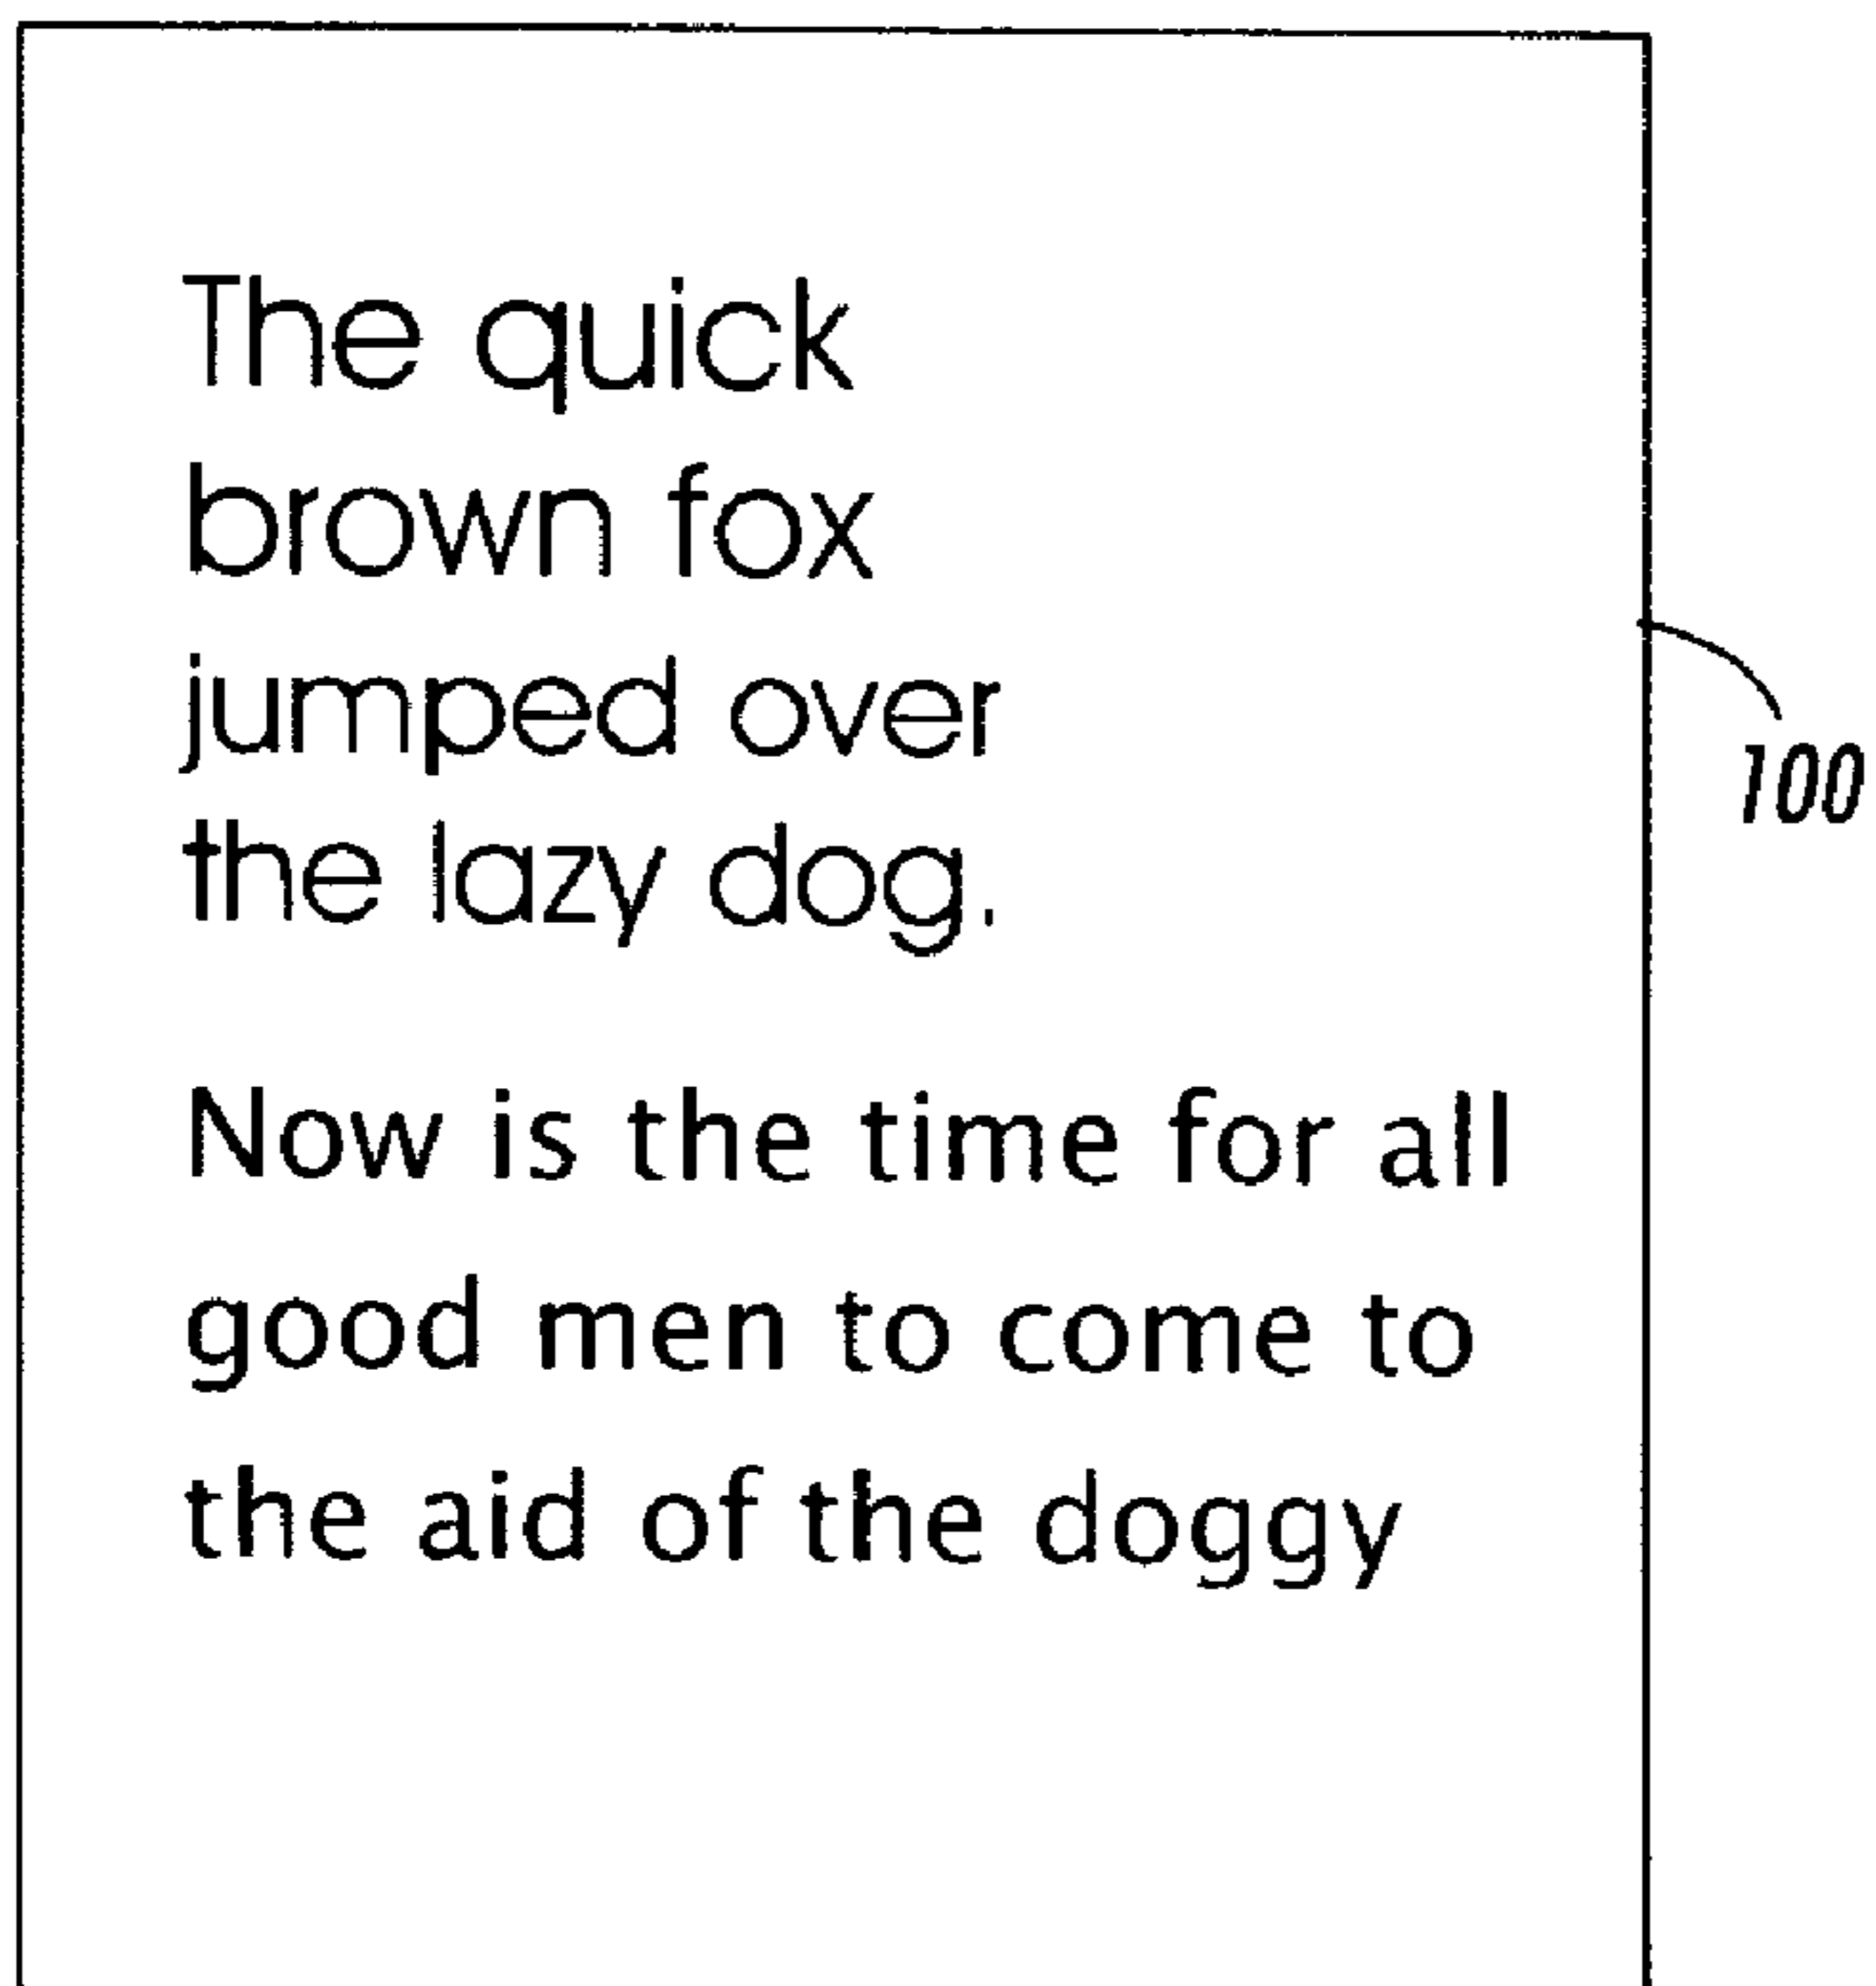 The quick
brown fox
jumped over
the lazy dog.
Now is the time for all
good men to come to
the aid of the doggy
100